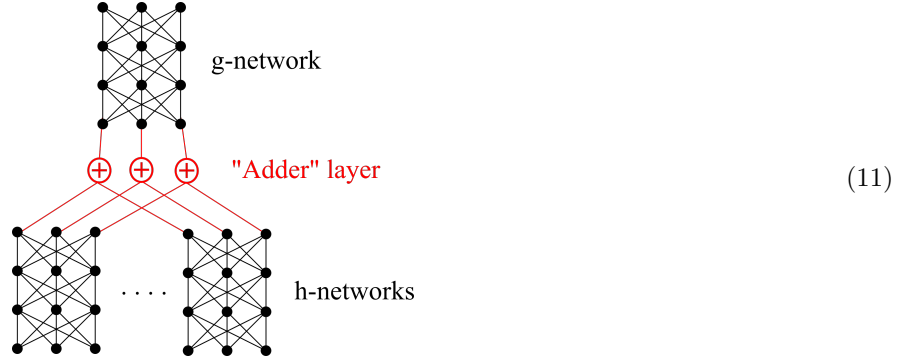 g-network
"Adder" layer
(11)
. . . .
h-networks